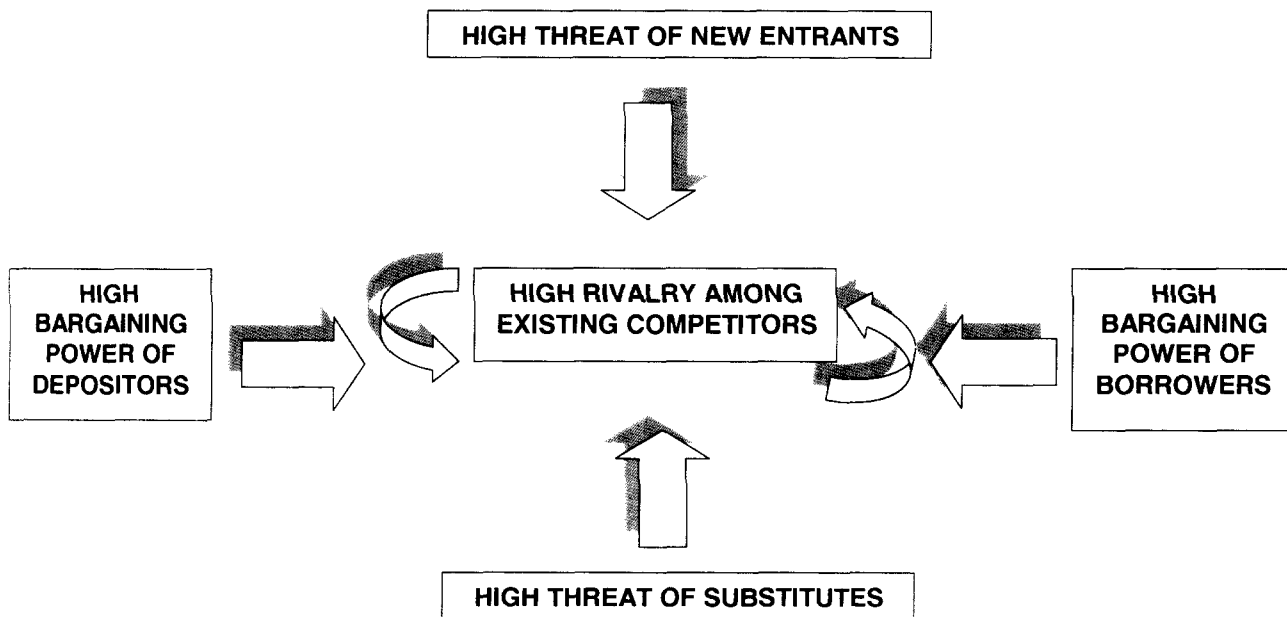 HIGH THREAT OF NEW ENTRANTS
HIGH
BARGAINING
POWER OF
DEPOSITORS
HIGH RIVALRY AMONG
EXISTING COMPETITORS
HIGH
BARGAINING
POWER OF
BORROWERS
HIGH THREAT OF SUBSTITUTES